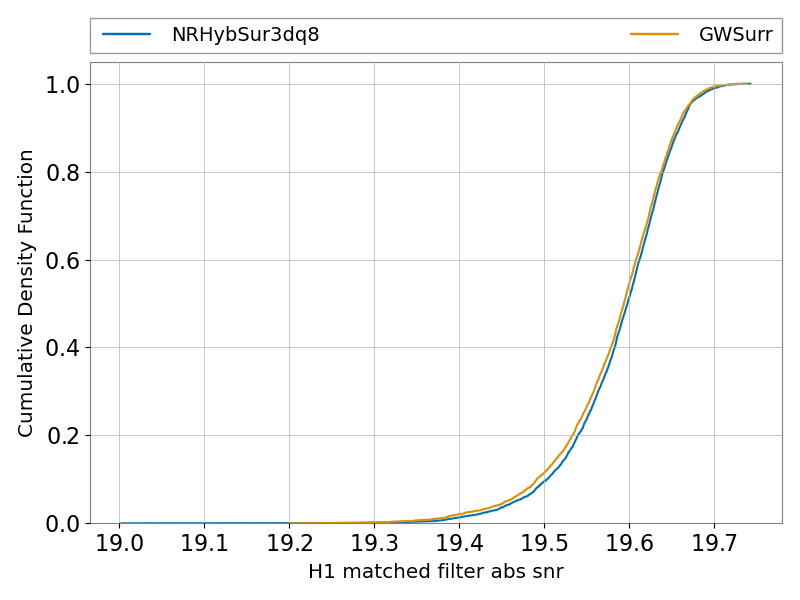 NRHybSur3dq8 GWSurr
1.0
0.8
0.6
0.4
0.2
0.0
Cumulative Density Function
19.0 19.1 19.2 19.3 19.4 19.5 19.6 19.7
H1 matched filter abs snr